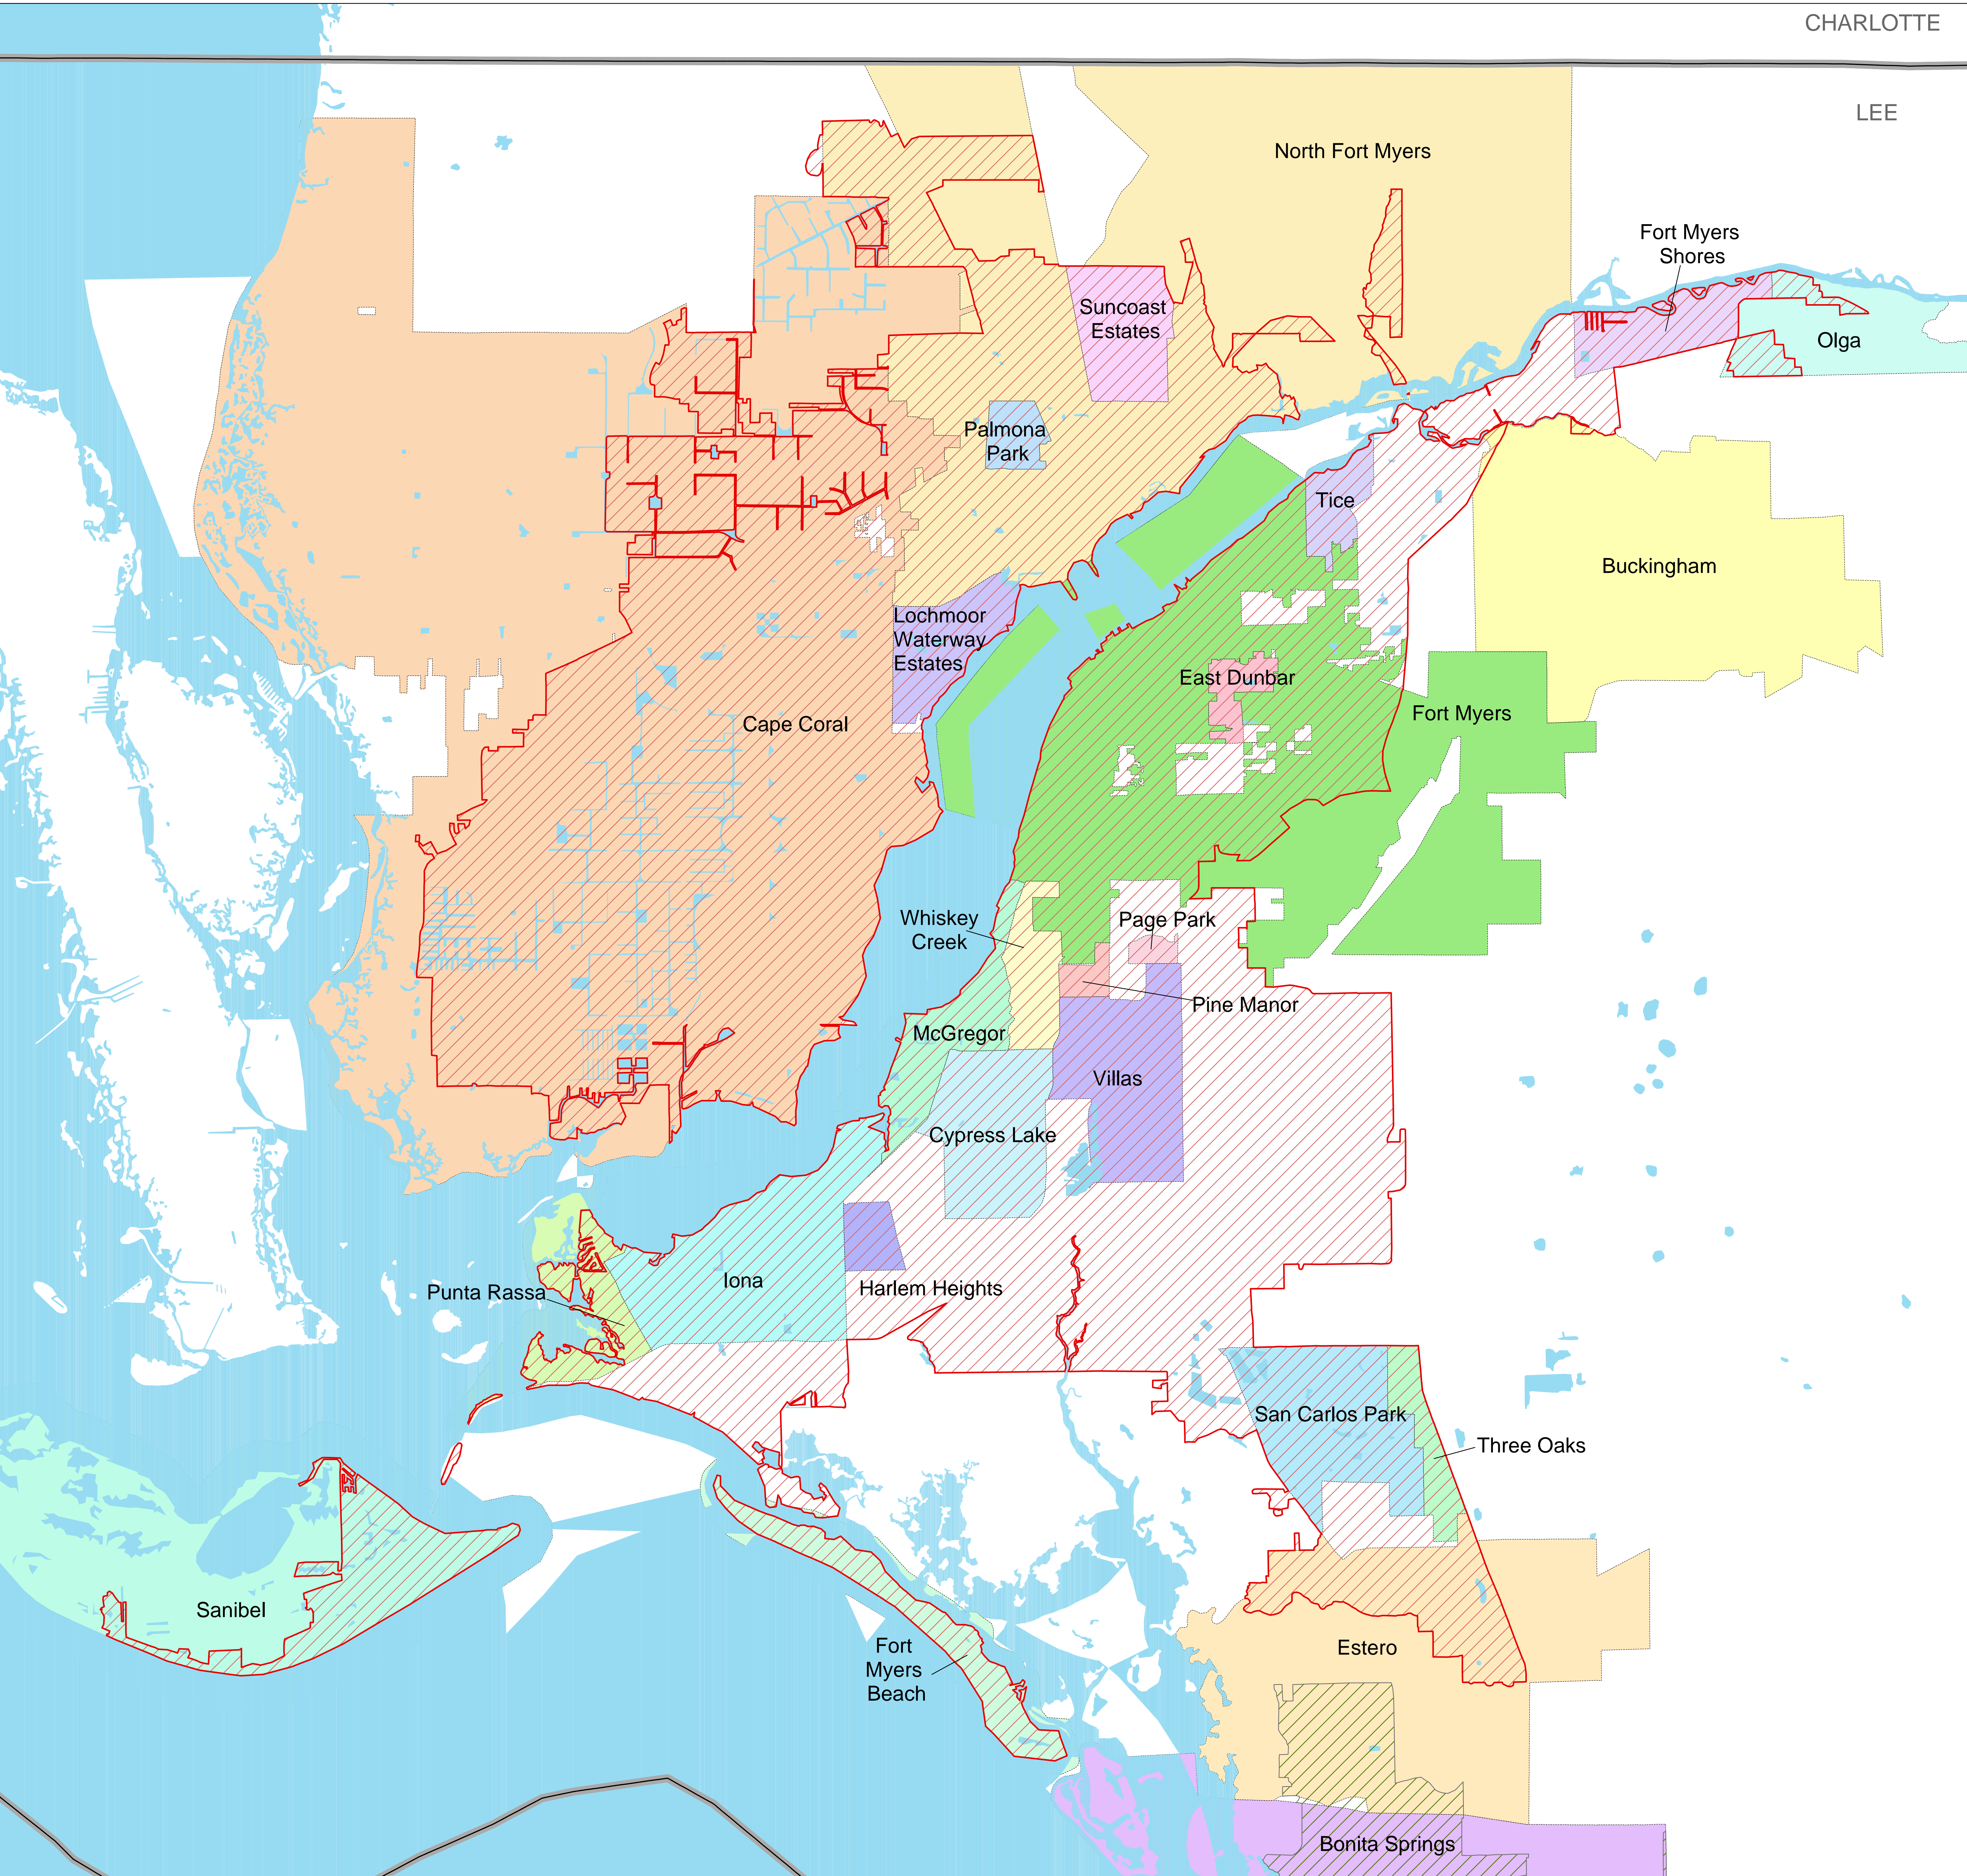 CHARLOTTE
LEE
North Fort Myers
Fort Myers
Shores
Suncoast
Estates
Olga
Palmona
Park
Tice
Buckingham
Lochmoor
Waterway
Estates
East Dunbar
Fort Myers
Cape Coral
Whiskey
Creek
Page Park
Pine Manor
McGregor
Villas
Cypress Lake
Iona
Harlem Heights
Punta Rassa
San Carlos Park
Three Oaks
Sanibel
Fort
Myers
Beach
Estero
Bonita Springs